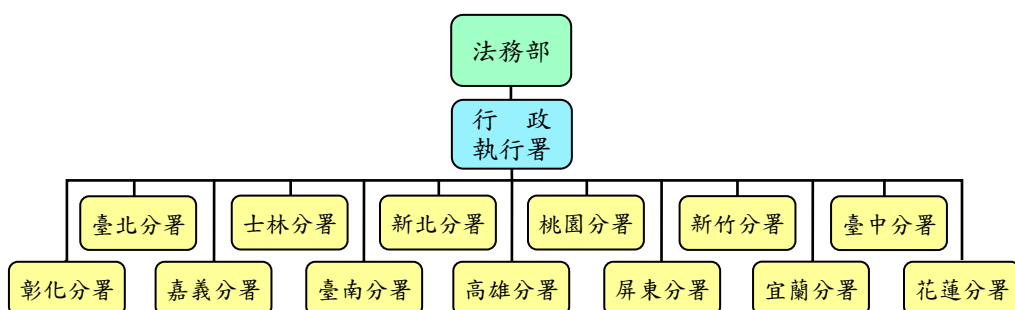 法務部
行　政
執行署
臺北分署
士林分署
新北分署
桃園分署
新竹分署
臺中分署
彰化分署
嘉義分署
臺南分署
高雄分署
屏東分署
宜蘭分署
花蓮分署